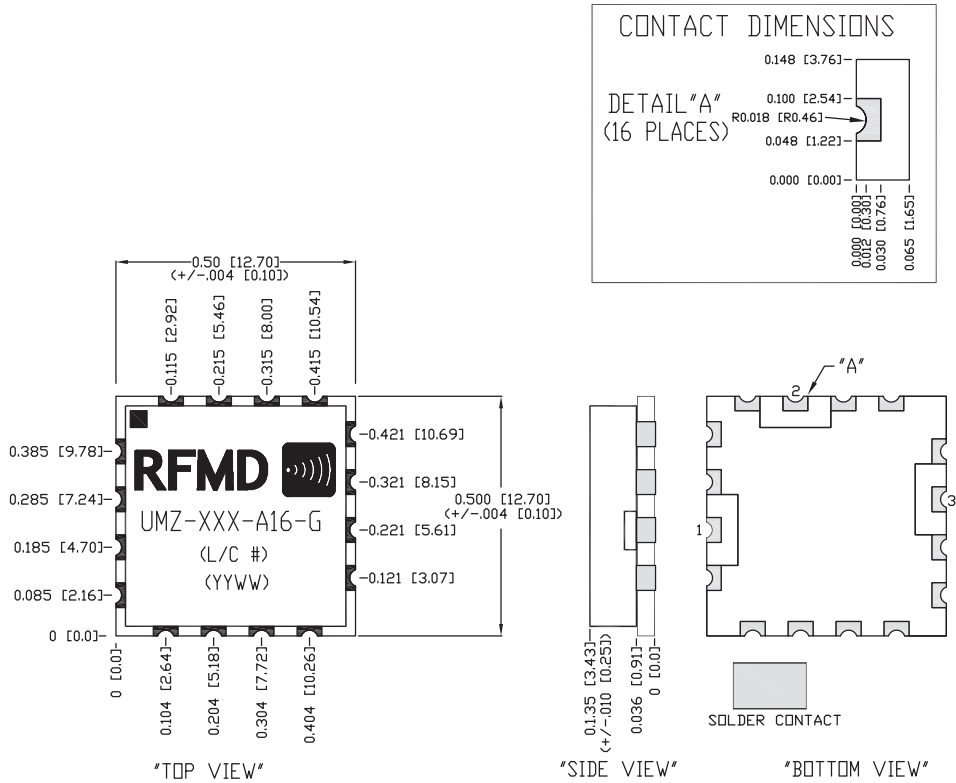 CONTACT DIMENSIONS
0.148 [3.76]
DETAIL"A"
(16 PLACES)
0.100 [2.54]
R0.018 [R0.46]
0.048 [1.22]
0.000 [0.00]
0.000 [0.00]
0.012 [0.30]
0.030 [0.76]
0.065 [1.65]
0.50 [12.70]
(+/-.004 [0.10])
0.115 [2.92]
0.215 [5.46]
0.315 [8.00]
0.415 [10.54]
0.385 [9.78]
0.285 [7.24]
0.185 [4.70]
0.085 [2.16]
0 [0.0]
RFMD
UMZ-XXX-A16-G
(L/C #)
(YYWW)
0.421 [10.69]
0.321 [8.15]
0.221 [5.61]
0.121 [3.07]
0.500 [12.70]
(+/-.004 [0.10])
0 [0.0]
0.104 [2.64]
0.204 [5.18]
0.304 [7.72]
0.404 [10.26]
"TOP VIEW"
0.1.35 [3.43]
(+/-.010 [0.25])
0.036 [0.91]
0 [0.0]
"SIDE VIEW"
"A"
2
1
3
SOLDER CONTACT
"BOTTOM VIEW"